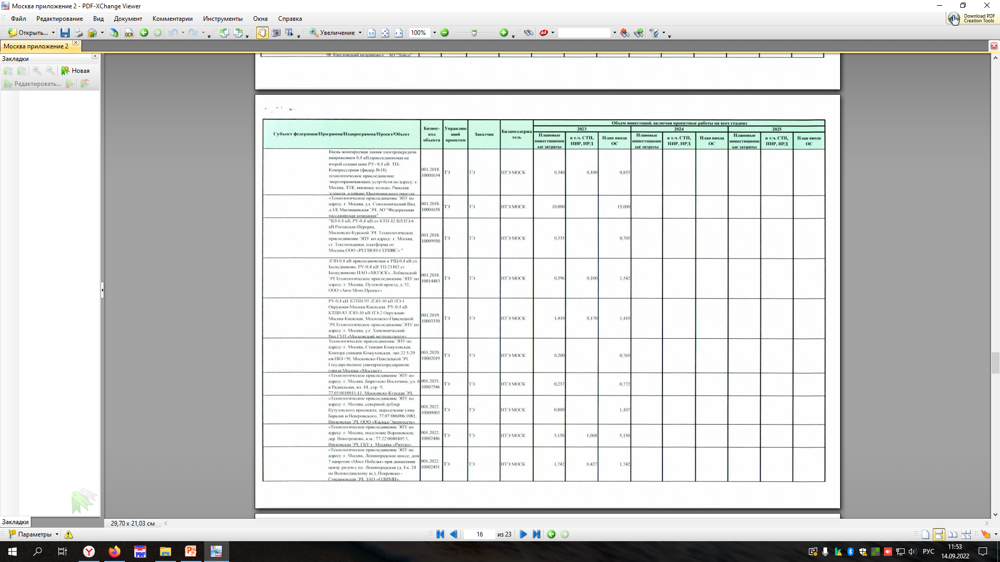 Москва приложение 2 - PDF-XChange Viewer
Файл Редактирование Вид Документ Комментарии Инструменты Окна Справка
Download PDF
Creation Tools
Открыть... OCR Увеличение 1:1 100% Ask
Москва приложение 2
Закладки
Новая
Редактировать...
98. Крестовский путепровод АО "Лайса"
Субъект федерации/Программа/Подпрограмма/Проект/Объект
Бизнес-
код
объекта
Управляю
щий
проектом
Заказчик
Балансодержа
тель
Объем инвестиций, включая проектные работы на всех стадиях
2023 2024 2025
Плановые
инвестиционн
ые затраты
в т.ч. СТП,
ПИР, ИРД
План ввода
ОС
Плановые
инвестиционн
ые затраты
в т.ч. СТП,
ПИР, ИРД
План ввода
ОС
Плановые
инвестиционн
ые затраты
в т.ч. СТП,
ПИР, ИРД
План ввода
ОС
Вновь монтируемая линия электропередачи
напряжением 0,4 кВ,присоединяемая на
второй секции шин РУ- 0,4 кВ ТП-
Компрессорная (фидер №18)
технологическое присоединение
энергопринимающих устройств по адресу: г.
Москва, ТТК, внешнее кольцо, Рижская
эстакада, в районе Мытищинского проезда
001.2018.
10001634
ТЭ ТЭ НТЭ МОСК 0,340 0,100 0,853
«Технологическое присоединение ЭПУ по
адресу: г. Москва, ул. Сокольнический Вал,
д.1Л, Мытищинская ЭЧ, АО "Федеральная
пассажирская компания"
001.2018.
10001658
ТЭ ТЭ НТЭ МОСК 10,000 15,000
"ВЛ-0,4 кВ, РУ-0,4 кВ от КТП-12 ВЛ ПЭ-6
кВ Рогожская-Перерва,
Московско-Курской ЭЧ. Технологическое
присоединение ЭПУ по адресу: г. Москва,
ст. Текстильщики, платформа от
Москвы,ООО «РЕГИОН-СЕРВИС» "
001.2018.
10009950
ТЭ ТЭ НТЭ МОСК 0,335 0,705
ЛЭП-0,4 кВ присоединяемая к РЩ-0,4 кВ ст.
Бескудниково, РУ-0,4 кВ ТП-21442 ст.
Бескудниково ПАО «МОЭСК», Лобненской
ЭЧ.Технологическое присоединение ЭПУ по
адресу: г. Москва, Путевой проезд, д. 52,
ООО «Авто Мото Проект»
001.2018.
10014483
ТЭ ТЭ НТЭ МОСК 0,596 0,100 1,542
РУ-0,4 кВ КТПН-95 ЛЭП-10 кВ ПЭ-1
Окружная-Москва-Киевская. РУ-0,4 кВ
КТПН-83 ЛЭП-10 кВ ПЭ-2 Окружная-
Москва-Киевская, Московско-Павелецкой
ЭЧ.Технологическое присоединение ЭПУ по
адресу: г. Москва, ул. Хамовнический
Вал,ГУП «Московский метрополитен»
001.2019.
10003330
ТЭ ТЭ НТЭ МОСК 1,410 0,170 1,410
Технологическое присоединение ЭПУ по
адресу: г. Москва, Станция Кожуховская,
Контора станции Кожуховская, лит.22.5-29
км ПК4+50, Московско-Павелецкой ЭЧ.
Государственное унитарноепредприятие
города Москвы «Моссвет»
001.2020.
10002019
ТЭ ТЭ НТЭ МОСК 0,200 0,769
«Технологическое присоединение ЭПУ по
адресу: г. Москва, Бирюлево Восточное, ул. 6
я Радиальная, вл. 44, стр. 9,
77:05:0010011:41, Московско-Курская ЭЧ,
001.2021.
10007546
ТЭ ТЭ НТЭ МОСК 0,237 0,772
«Технологическое присоединение ЭПУ по
адресу: г. Москва, северный дублер
Кутузовского проспекта, пересечение улиц
Барклая и Неверовского, 77:07:006006:1081,
Внуковская ЭЧ, ООО «Каскад-Энергосеть»
001.2022.
10000003
ТЭ ТЭ НТЭ МОСК 0,800 1,107
«Технологическое присоединение ЭПУ по
адресу: г. Москва, поселение Вороновское,
дер. Новогромово, к.н.: 77:22:0040405:3,
Внуковская ЭЧ, ГБУ г. Москвы «Ритуал».
001.2022.
10002446
ТЭ ТЭ НТЭ МОСК 5,150 1,008 5,150
«Технологическое присоединение ЭПУ по
адресу: г. Москва, Ленинградское шоссе, дом
7 напротив «Мост Победы» при движениив
центр, рядом с пл. Ленинградская (д. 4 к. 24
по Волоколамскому ш.), Покровско -
Стрешневская ЭЧ, ЗАО «ОЛИМП».
001.2022.
10002451
ТЭ ТЭ НТЭ МОСК 1,742 0,427 1,742
Закладки
29,70 x 21,03 см
Параметры
16 из 23
РУС
11:53
14.09.2022